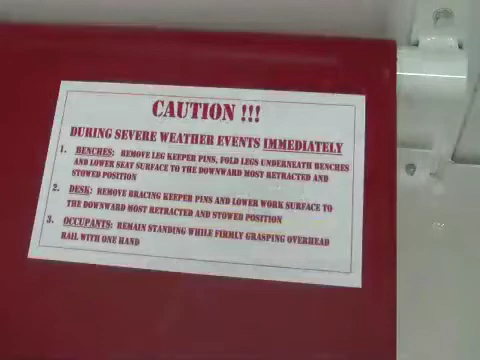 CAUTION !!!
DURING SEVERE WEATHER EVENTS IMMEDIATELY
1. BENCHES: REMOVE LEG KEEPER PINS, FOLD LEGS UNDERNEATH BENCHES
AND LOWER SEAT SURFACE TO THE DOWNWARD MOST RETRACTED AND
STOWED POSITION
2. DESK: REMOVE BRACING KEEPER PINS AND LOWER WORK SURFACE TO
THE DOWNWARD MOST RETRACTED AND STOWED POSITION
3. OCCUPANTS: REMAIN STANDING WHILE FIRMLY GRASPING OVERHEAD
RAIL WITH ONE HAND